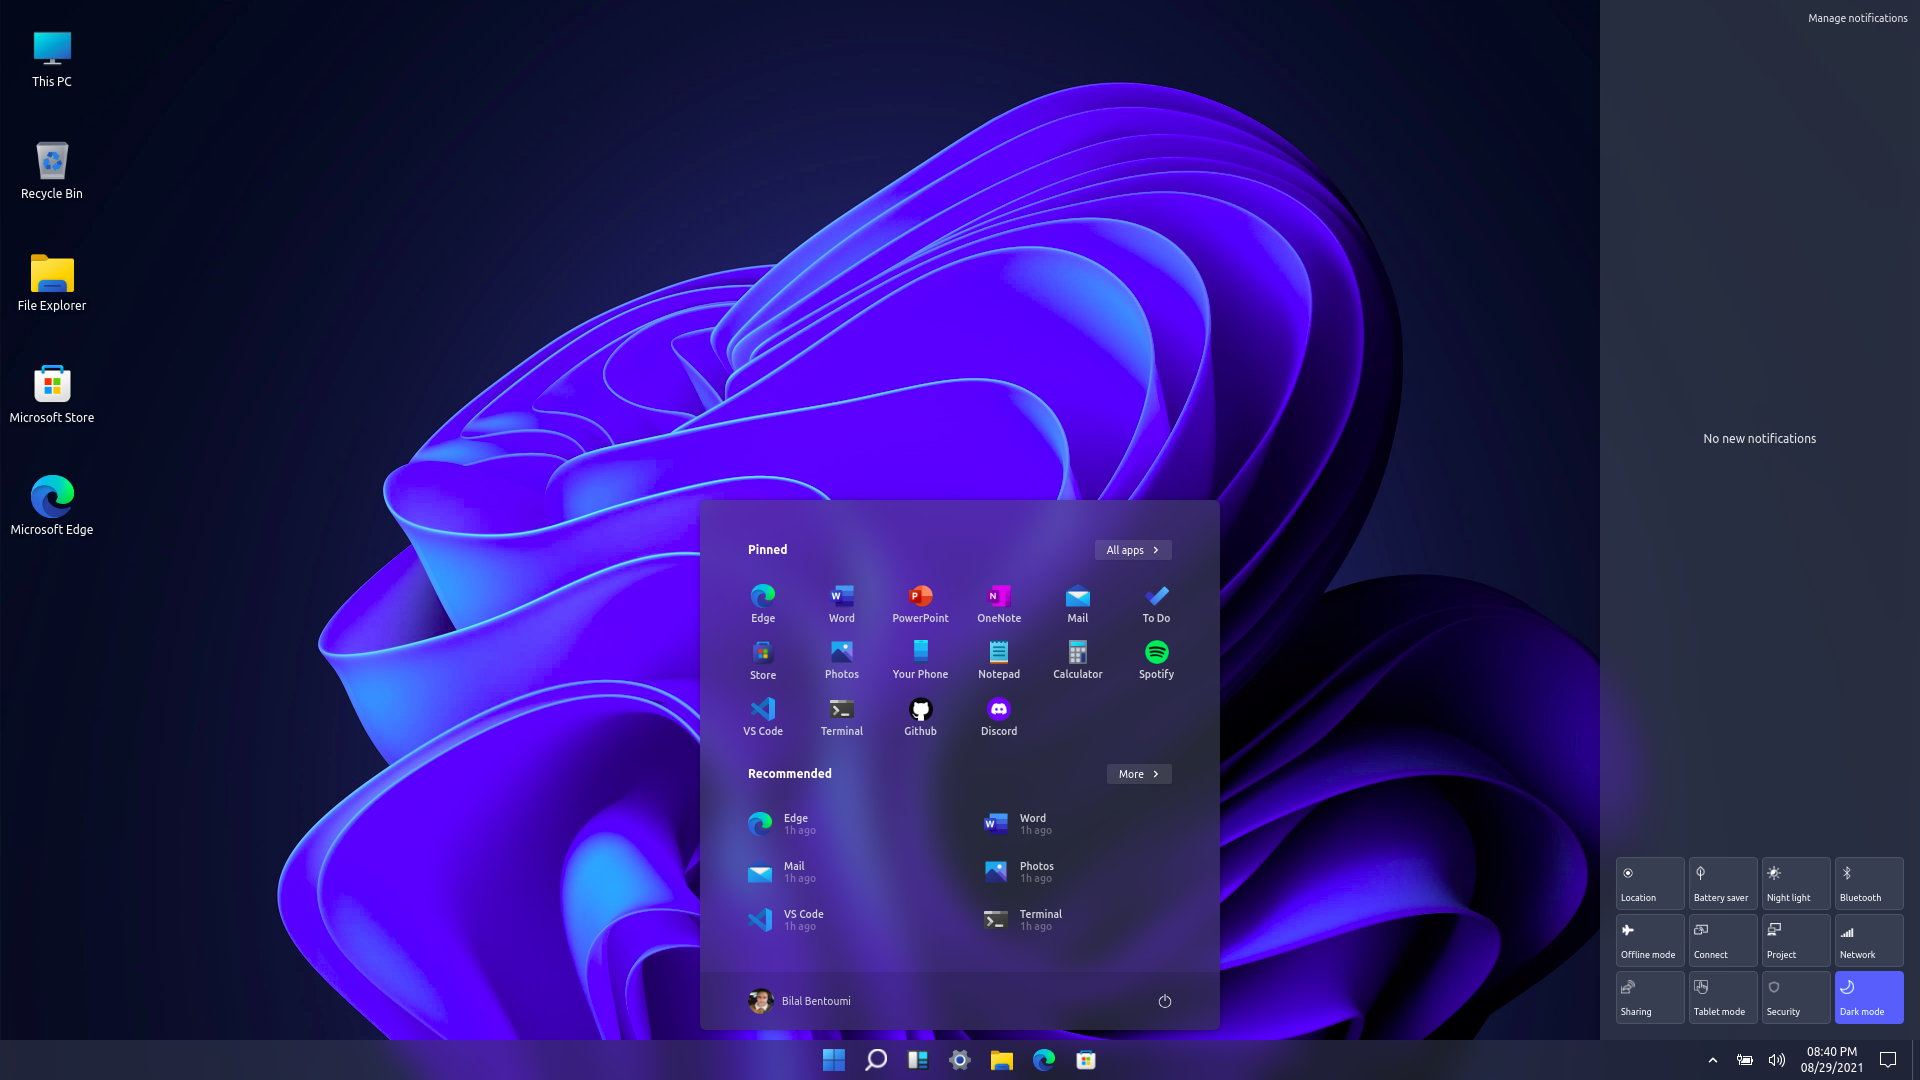 This PC
Recycle Bin
File Explorer
Microsoft Store
Microsoft Edge
Pinned
All apps
Edge
Word
PowerPoint
OneNote
Mail
To Do
Store
Photos
Your Phone
Notepad
Calculator
Spotify
VS Code
Terminal
Github
Discord
Recommended
More
Edge
1h ago
Word
1h ago
Mail
1h ago
Photos
1h ago
VS Code
1h ago
Terminal
1h ago
Bilal Bentoumi
Manage notifications
No new notifications
Location
Battery saver
Night light
Bluetooth
Offline mode
Connect
Project
Network
Sharing
Tablet mode
Security
Dark mode
08:40 PM
08/29/2021